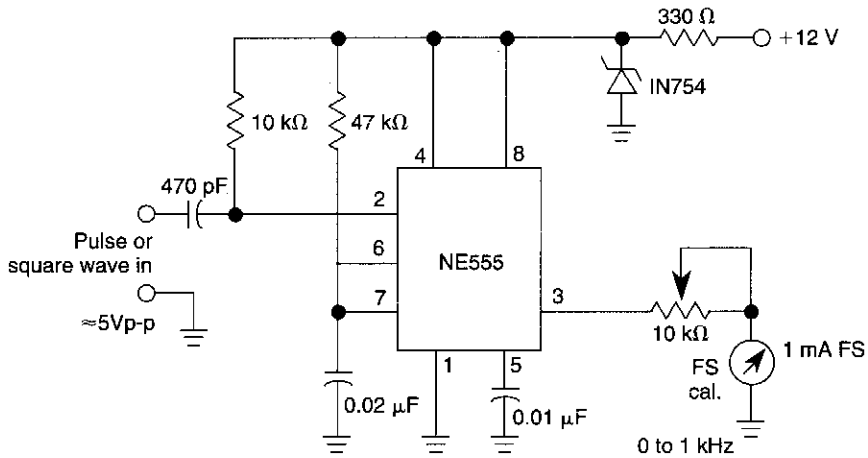 330 Ω
+12 V
IN754
10 kΩ
47 kΩ
4
8
470 pF
2
Pulse or
square wave in
6
NE555
7
3
≈5Vp-p
10 kΩ
1
5
FS
cal.
1 mA FS
0.02 µF
0.01 µF
0 to 1 kHz